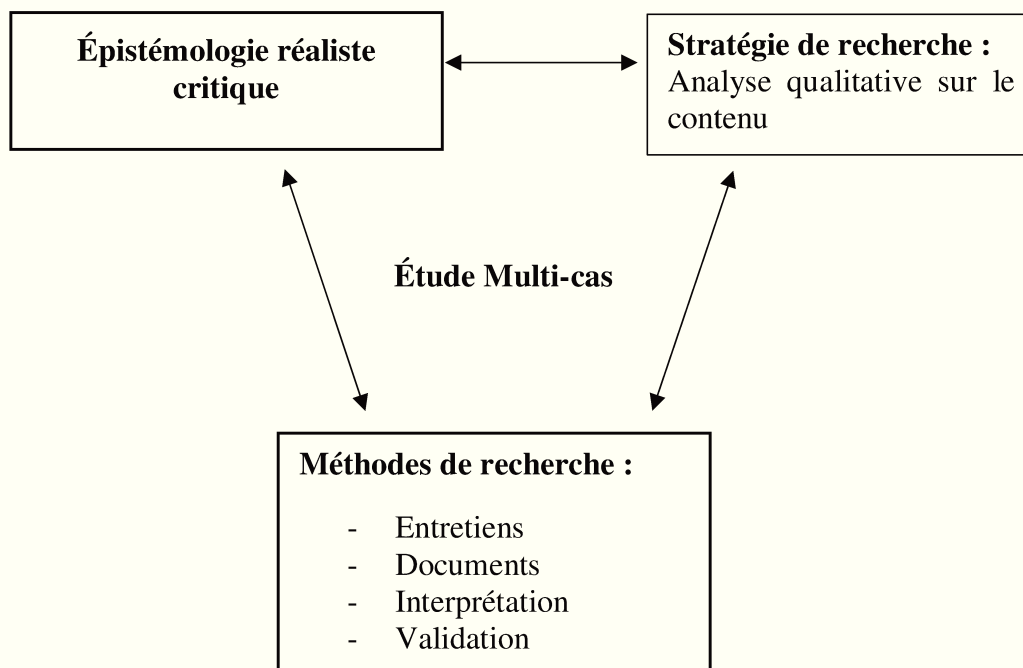 Épistémologie réaliste
critique
Stratégie de recherche :
Analyse qualitative sur le
contenu
Étude Multi-cas
Méthodes de recherche :
- Entretiens
- Documents
- Interprétation
- Validation